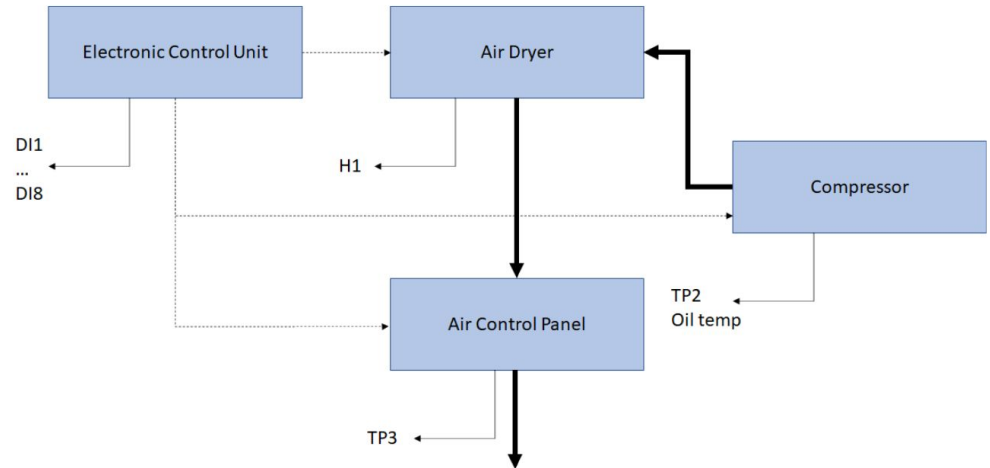 Electronic Control Unit
Air Dryer
DI1
...
DI8
H1
Compressor
TP2
Oil temp
Air Control Panel
TP3